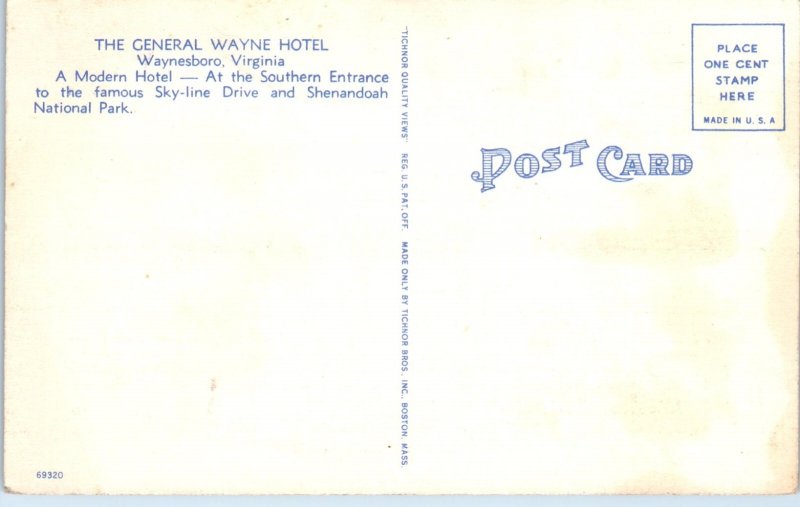 THE GENERAL WAYNE HOTEL
Waynesboro, Virginia
A Modern Hotel — At the Southern Entrance
to the famous Sky-line Drive and Shenandoah
National Park.
"TICHNOR QUALITY VIEWS" REG. U.S. PAT. OFF. MADE ONLY BY TICHNOR BROS. INC., BOSTON, MASS.
POST CARD
PLACE
ONE CENT
STAMP
HERE
MADE IN U. S. A
69320